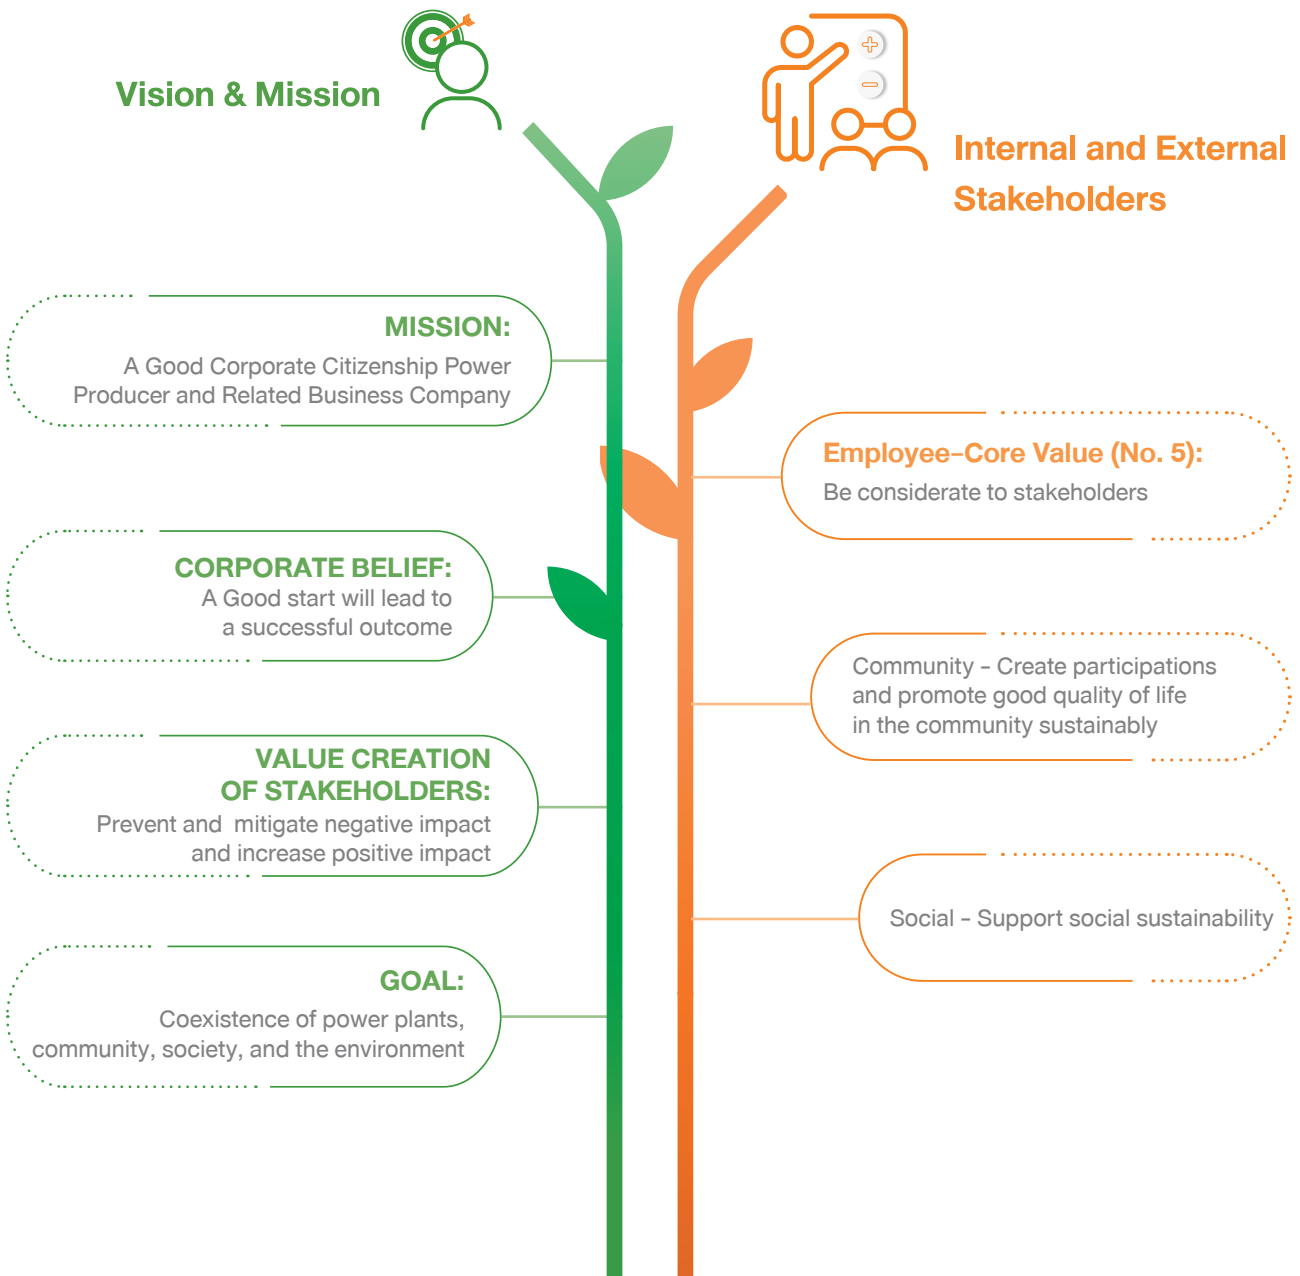 Vision & Mission
MISSION:
A Good Corporate Citizenship Power
Producer and Related Business Company
CORPORATE BELIEF:
A Good start will lead to
a successful outcome
VALUE CREATION
OF STAKEHOLDERS:
Prevent and mitigate negative impact
and increase positive impact
GOAL:
Coexistence of power plants,
community, society, and the environment
Internal and External
Stakeholders
Employee–Core Value (No. 5):
Be considerate to stakeholders
Community – Create participations
and promote good quality of life
in the community sustainably
Social – Support social sustainability